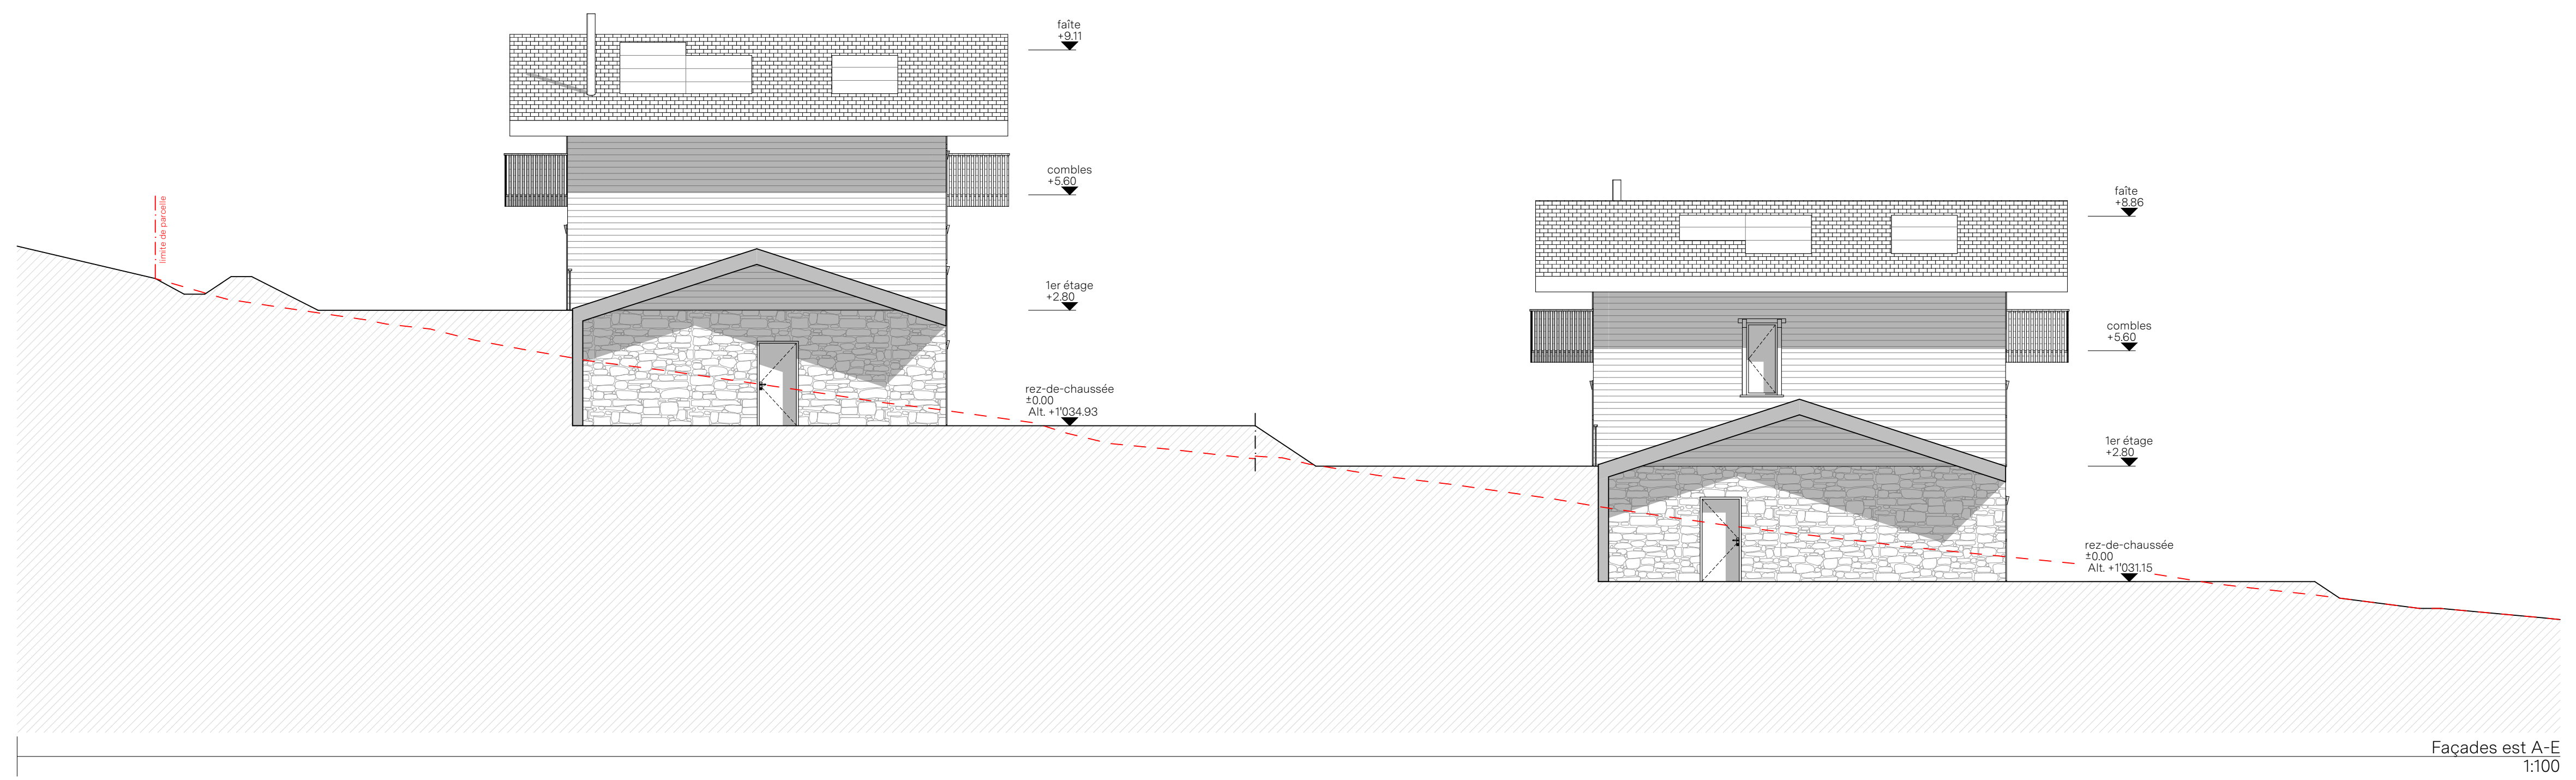 faîte
+9.11
combles
+5.60
limite de parcelle
1er étage
+2.80
rez-de-chaussée
±0.00
Alt. +1'034.93
faîte
+8.86
combles
+5.60
1er étage
+2.80
rez-de-chaussée
±0.00
Alt. +1'031.15
Façades est A-E
1:100